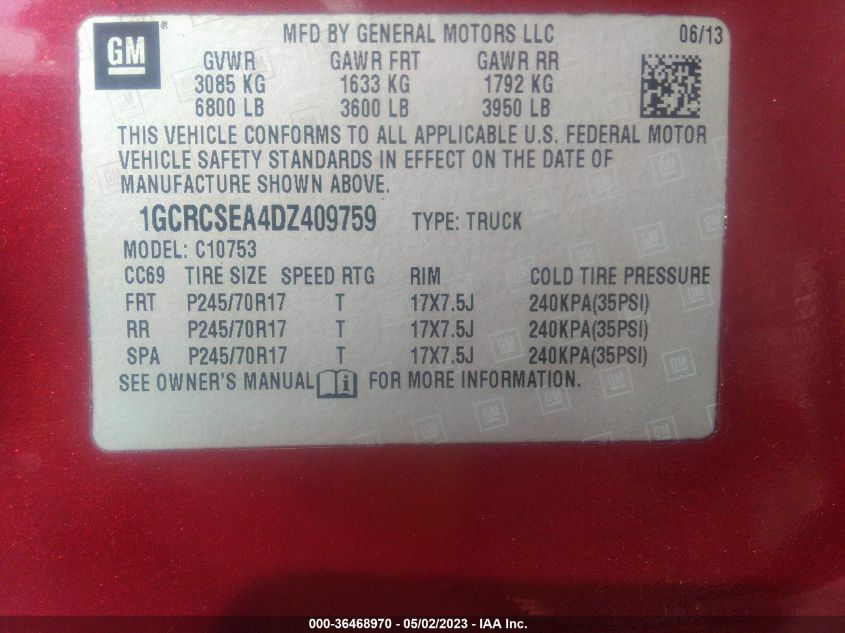 GM ®
MFD BY GENERAL MOTORS LLC 06/13
GVWR GAWR FRT GAWR RR
3085 KG 1633 KG 1792 KG
6800 LB 3600 LB 3950 LB
THIS VEHICLE CONFORMS TO ALL APPLICABLE U.S. FEDERAL MOTOR
VEHICLE SAFETY STANDARDS IN EFFECT ON THE DATE OF
MANUFACTURE SHOWN ABOVE.
1GCRCSEA4DZ409759 TYPE: TRUCK
MODEL: C10753
CC69 TIRE SIZE SPEED RTG RIM COLD TIRE PRESSURE
FRT P245/70R17 T 17X7.5J 240KPA(35PSI)
RR P245/70R17 T 17X7.5J 240KPA(35PSI)
SPA P245/70R17 T 17X7.5J 240KPA(35PSI)
SEE OWNER'S MANUAL i FOR MORE INFORMATION.
000-36468970 - 05/02/2023 - IAA Inc.